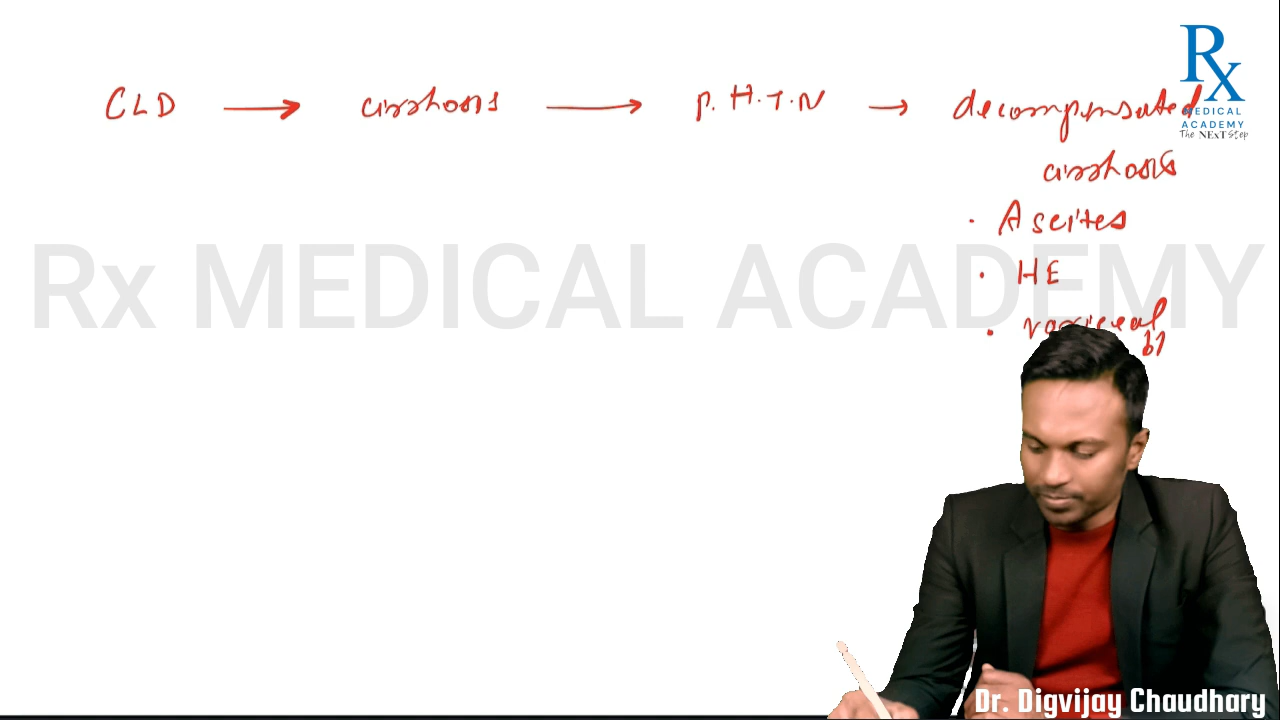 Rx
MEDICAL
ACADEMY
The NExT Step
CLD → cirrhosis → P.H.T.N → decompensated
cirrhosis
• Ascites
• HE
• variceal
bl
Rx MEDICAL ACADEMY
Dr. Digvijay Chaudhary